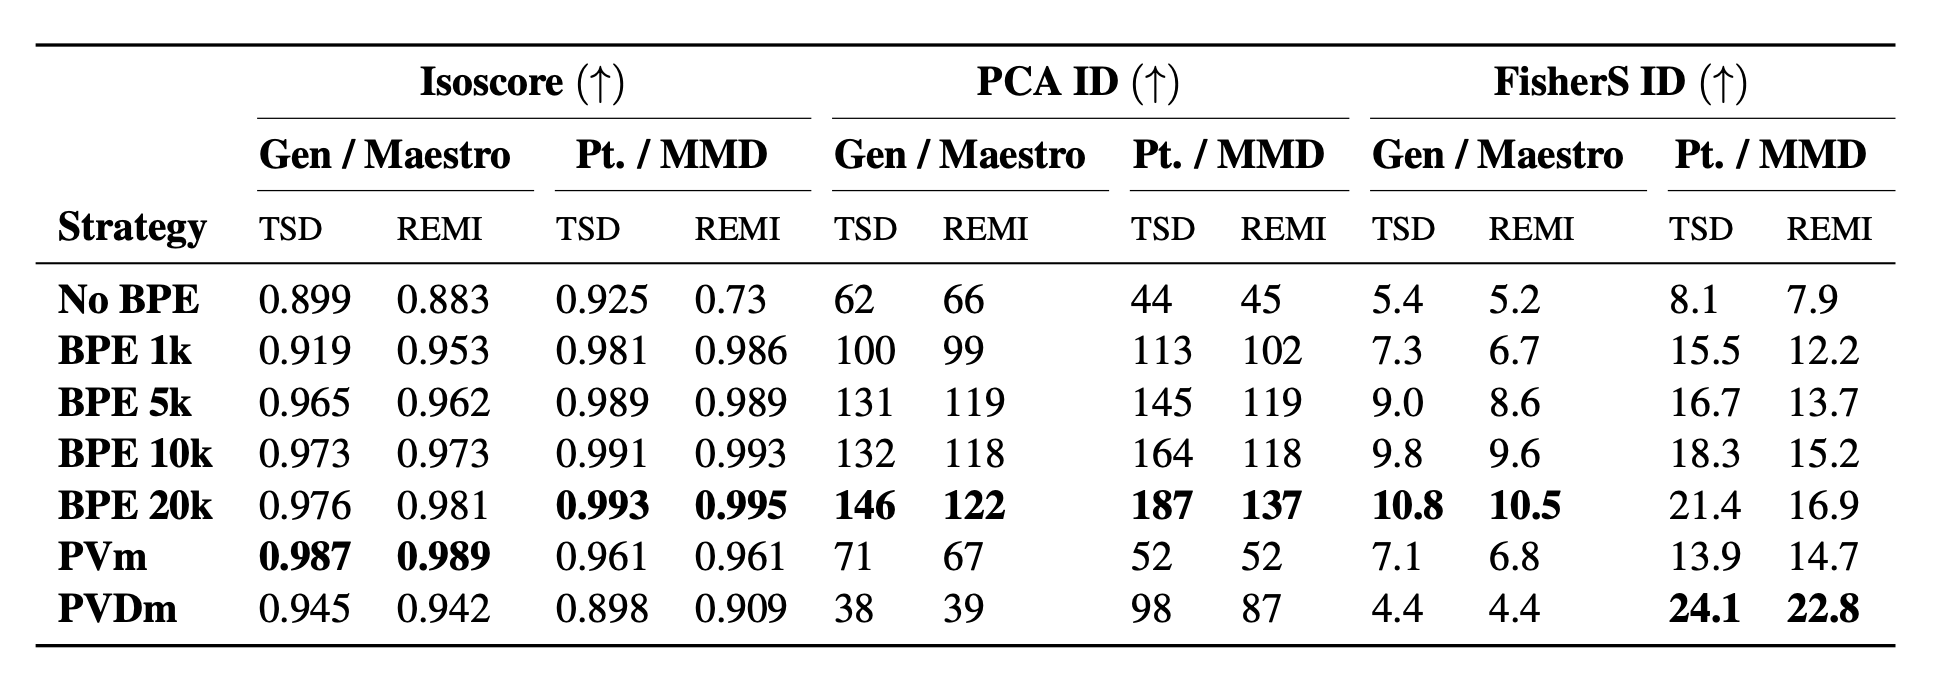 Isoscore (↑) PCA ID (↑) FisherS ID (↑)
Gen / Maestro Pt. / MMD Gen / Maestro Pt. / MMD Gen / Maestro Pt. / MMD
Strategy TSD REMI TSD REMI TSD REMI TSD REMI TSD REMI TSD REMI
No BPE 0.899 0.883 0.925 0.73 62 66 44 45 5.4 5.2 8.1 7.9
BPE 1k 0.919 0.953 0.981 0.986 100 99 113 102 7.3 6.7 15.5 12.2
BPE 5k 0.965 0.962 0.989 0.989 131 119 145 119 9.0 8.6 16.7 13.7
BPE 10k 0.973 0.973 0.991 0.993 132 118 164 118 9.8 9.6 18.3 15.2
BPE 20k 0.976 0.981 0.993 0.995 146 122 187 137 10.8 10.5 21.4 16.9
PVm 0.987 0.989 0.961 0.961 71 67 52 52 7.1 6.8 13.9 14.7
PVDm 0.945 0.942 0.898 0.909 38 39 98 87 4.4 4.4 24.1 22.8